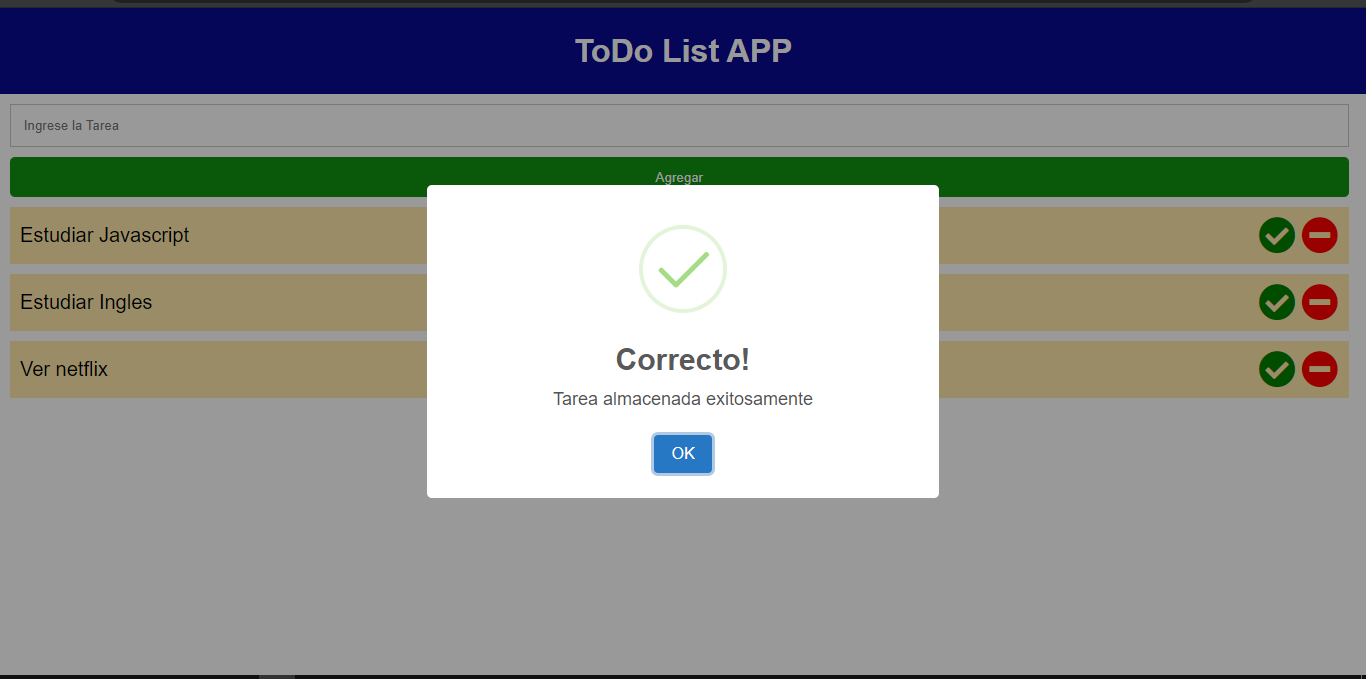 ToDo List APP
Ingrese la Tarea
Agregar
Estudiar Javascript
Estudiar Ingles
Ver netflix
Correcto!
Tarea almacenada exitosamente
OK